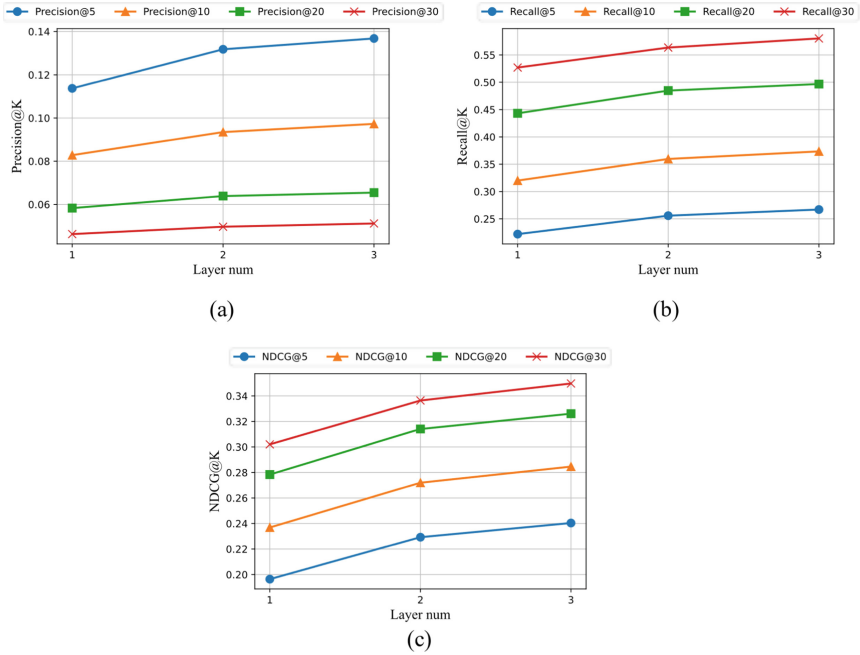 Precision@5 Precision@10 Precision@20 Precision@30
0.14
0.12
0.10
0.08
0.06
Precision@K
1 2 3
Layer num
(a)
Recall@5 Recall@10 Recall@20 Recall@30
0.55
0.50
0.45
0.40
0.35
0.30
0.25
Recall@K
1 2 3
Layer num
(b)
NDCG@5 NDCG@10 NDCG@20 NDCG@30
0.34
0.32
0.30
0.28
0.26
0.24
0.22
0.20
NDCG@K
1 2 3
Layer num
(c)